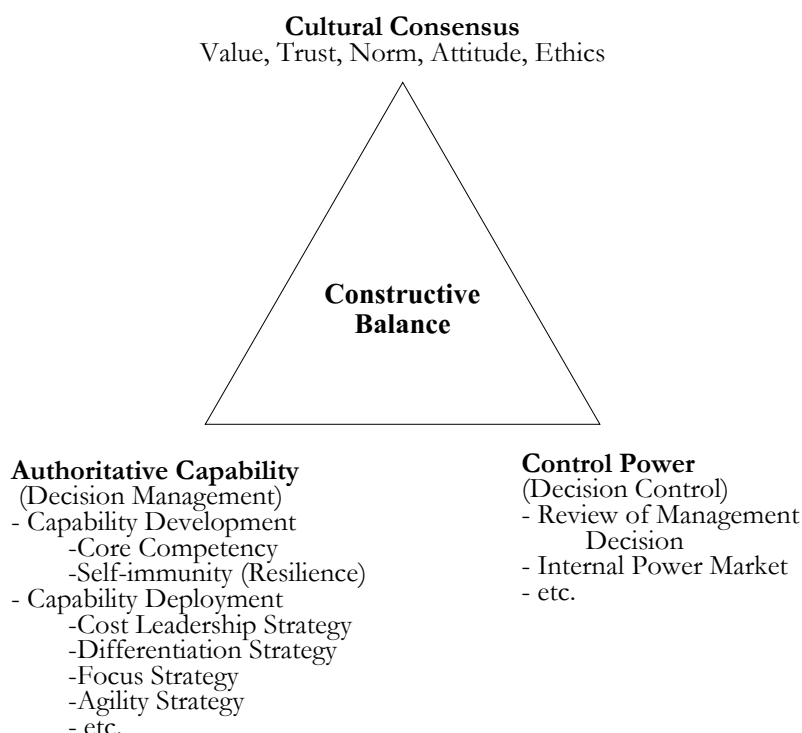 Cultural Consensus
Value, Trust, Norm, Attitude, Ethics
Constructive
Balance
Authoritative Capability
(Decision Management)
- Capability Development
-Core Competency
-Self-immunity (Resilience)
- Capability Deployment
-Cost Leadership Strategy
-Differentiation Strategy
-Focus Strategy
-Agility Strategy
- etc.
Control Power
(Decision Control)
- Review of Management
Decision
- Internal Power Market
- etc.